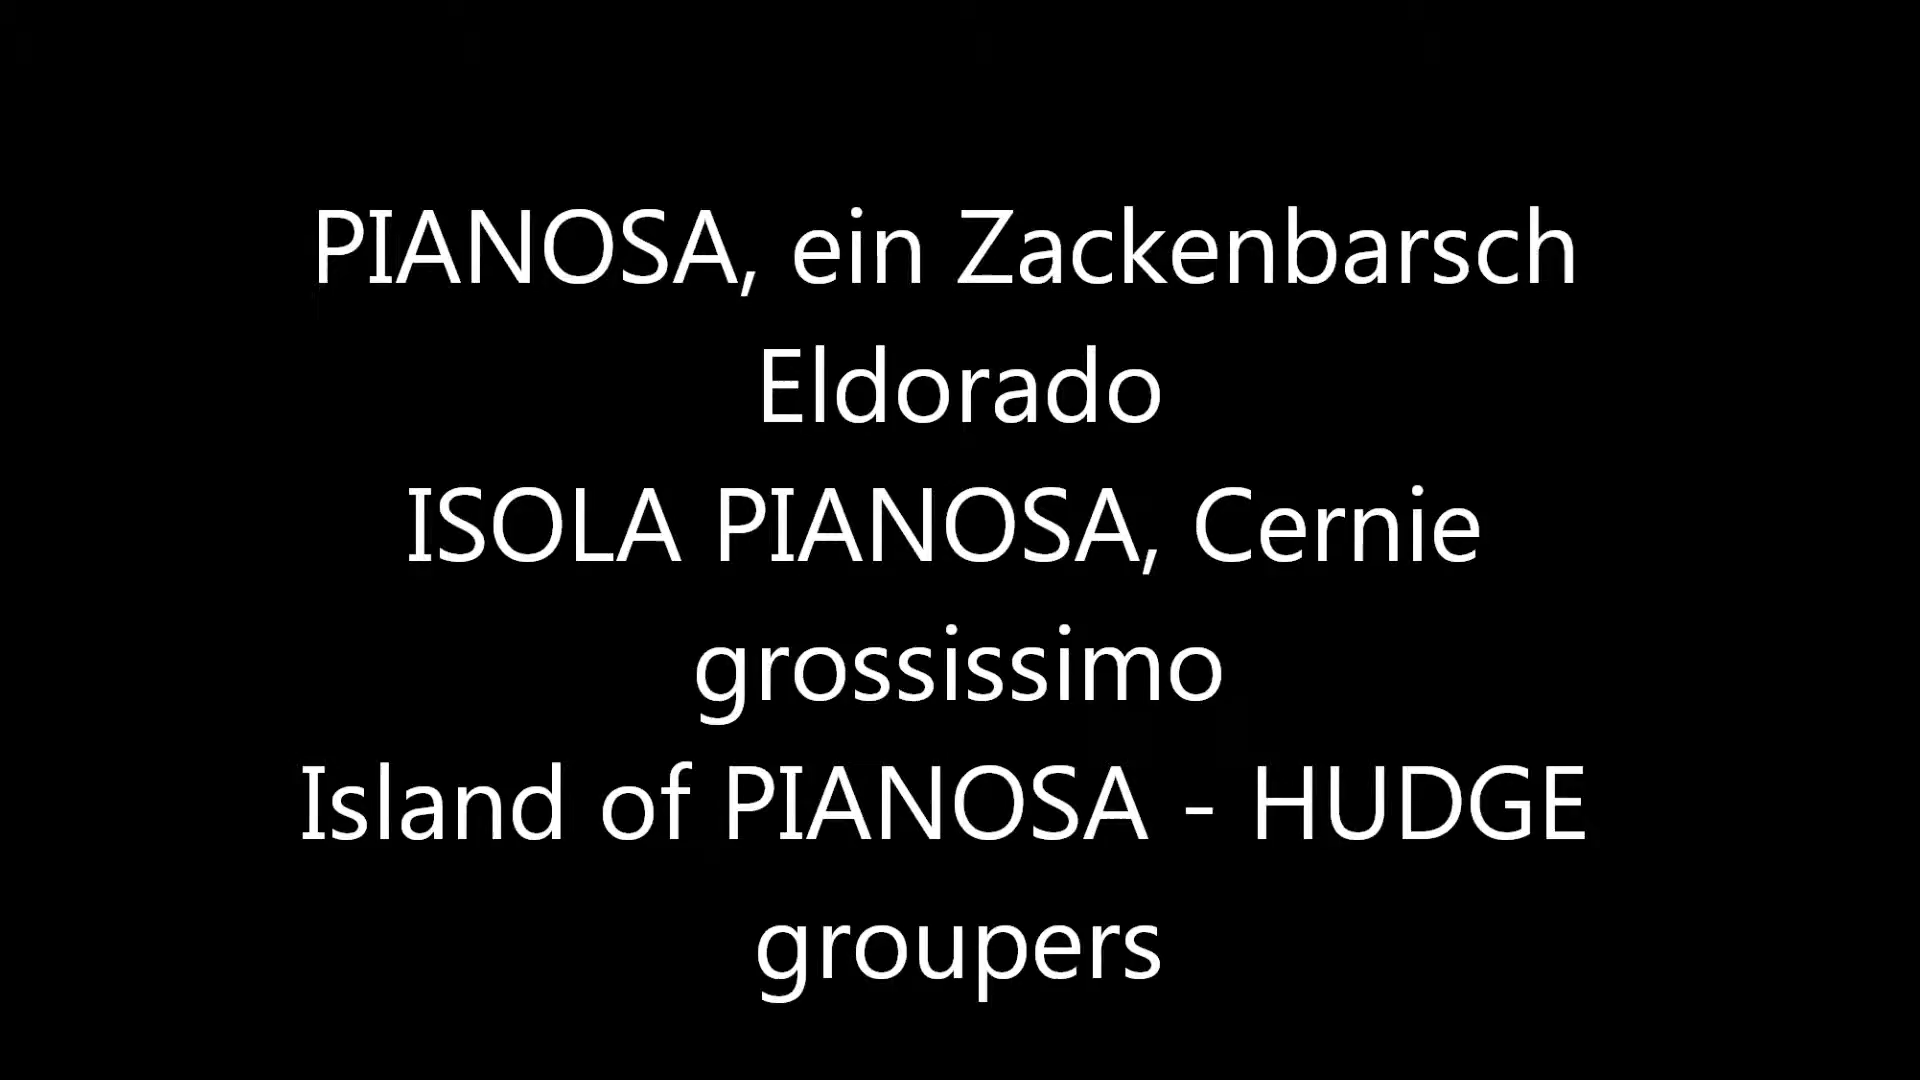 PIANOSA, ein Zackenbarsch
Eldorado
ISOLA PIANOSA, Cernie
grossissimo
Island of PIANOSA - HUDGE
groupers